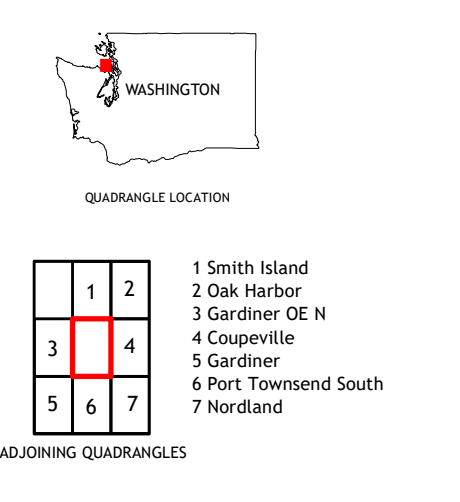 WASHINGTON
QUADRANGLE LOCATION
1
2
3
4
5
6
7
1 Smith Island
2 Oak Harbor
3 Gardiner OE N
4 Coupeville
5 Gardiner
6 Port Townsend South
7 Nordland
ADJOINING QUADRANGLES